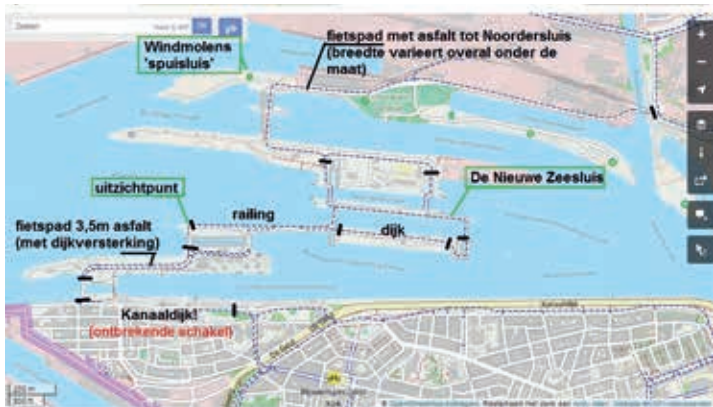 Zoeken
Windmolens
'spuisluis'
fietspad met asfalt tot Noordersluis
(breedte varieert overal onder de
maat)
uitzichtpunt
De Nieuwe Zeesluis
railing
dijk
fietspad 3,5m asfalt
(met dijkversterking)
Kanaaldijk!
(ontbrekende schakel)